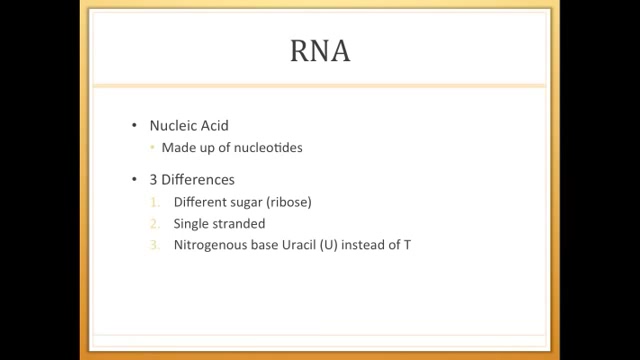 RNA
• Nucleic Acid
• Made up of nucleotides
• 3 Differences
1. Different sugar (ribose)
2. Single stranded
3. Nitrogenous base Uracil (U) instead of T